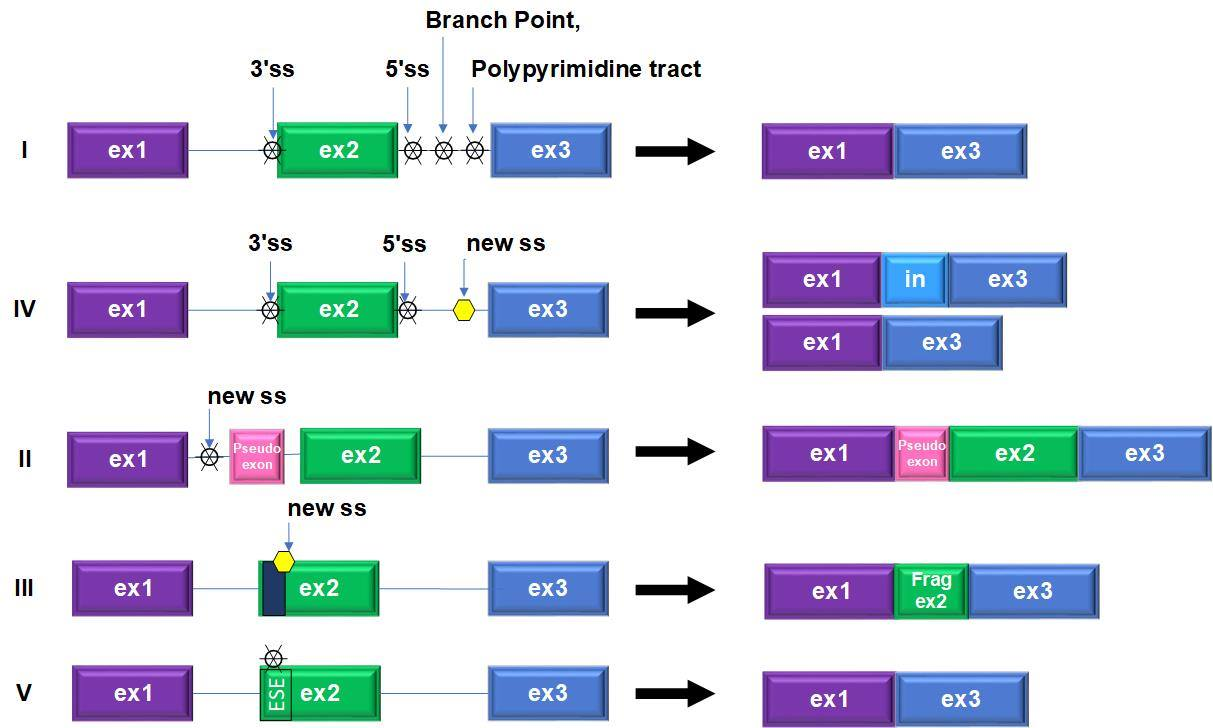 Branch Point,
3'ss 5'ss Polypyrimidine tract
I ex1 ex2 ex3 ex1 ex3
3'ss 5'ss new ss
ex1 in ex3
IV ex1 ex2 ex3
ex1 ex3
new ss
II ex1 Pseudo ex2 ex3 ex1 Pseudo ex2 ex3
exon exon
new ss
III ex1 ex2 ex3 ex1 Frag ex3
ex2
V ex1 ESE ex2 ex3 ex1 ex3